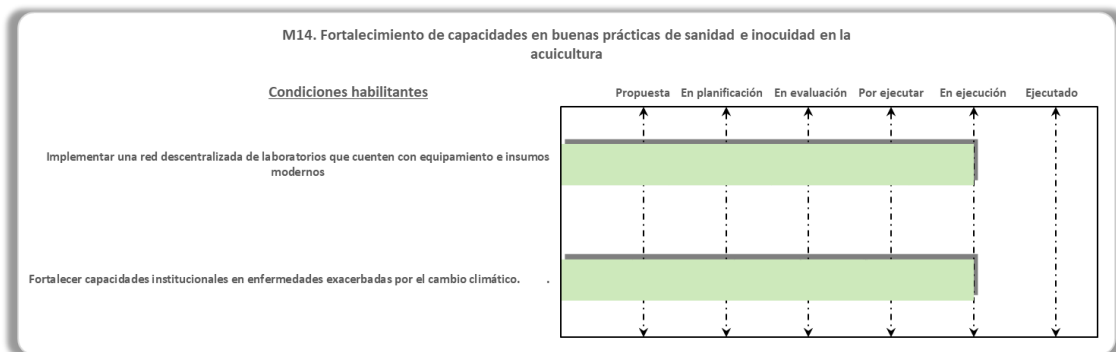 M14. Fortalecimiento de capacidades en buenas prácticas de sanidad e inocuidad en la
acuicultura
Condiciones habilitantes
Propuesta En planificación En evaluación Por ejecutar En ejecución Ejecutado
Implementar una red descentralizada de laboratorios que cuenten con equipamiento e insumos
modernos
Fortalecer capacidades institucionales en enfermedades exacerbadas por el cambio climático. .